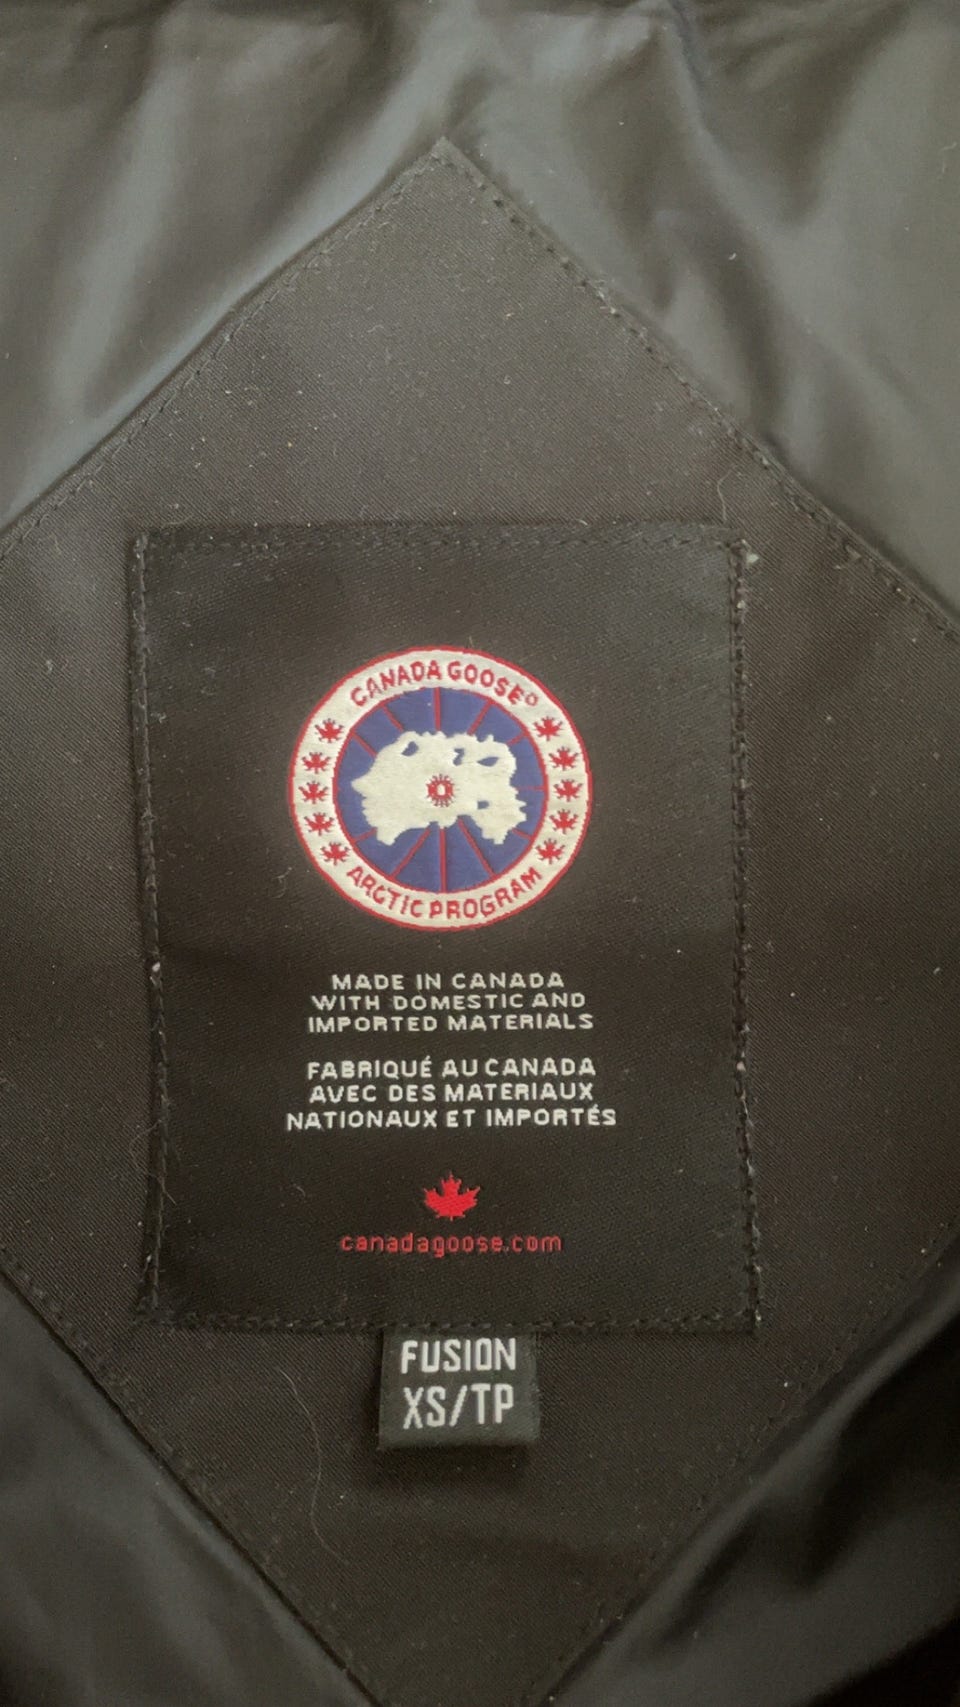 CANADA GOOSE®
ARCTIC PROGRAM
MADE IN CANADA
WITH DOMESTIC AND
IMPORTED MATERIALS
FABRIQUÉ AU CANADA
AVEC DES MATERIAUX
NATIONAUX ET IMPORTÉS
canadagoose.com
FUSION
XS/TP